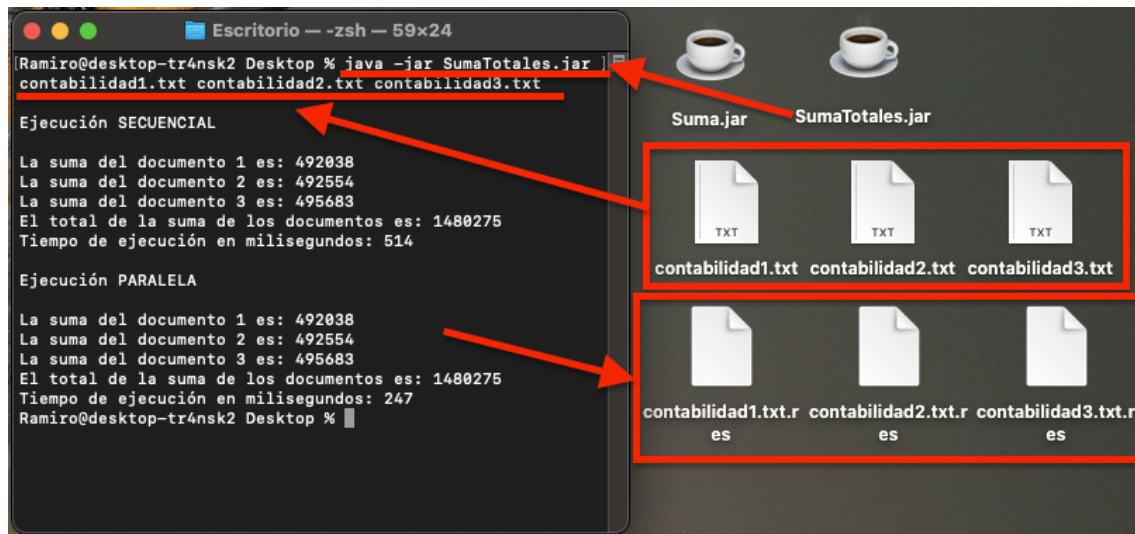 Escritorio — -zsh — 59×24
[Ramiro@desktop-tr4nsk2 Desktop % java -jar SumaTotales.jar ]
contabilidad1.txt contabilidad2.txt contabilidad3.txt
Ejecución SECUENCIAL
La suma del documento 1 es: 492038
La suma del documento 2 es: 492554
La suma del documento 3 es: 495683
El total de la suma de los documentos es: 1480275
Tiempo de ejecución en milisegundos: 514
Ejecución PARALELA
La suma del documento 1 es: 492038
La suma del documento 2 es: 492554
La suma del documento 3 es: 495683
El total de la suma de los documentos es: 1480275
Tiempo de ejecución en milisegundos: 247
Ramiro@desktop-tr4nsk2 Desktop %
Suma.jar SumaTotales.jar
TXT TXT TXT
contabilidad1.txt contabilidad2.txt contabilidad3.txt
contabilidad1.txt.r contabilidad2.txt.r contabilidad3.txt.r
es es es